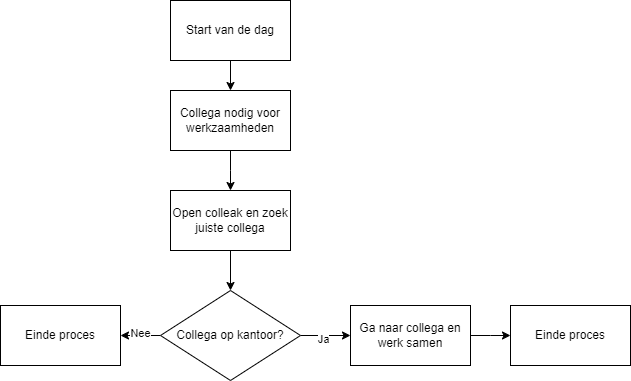 Start van de dag
Collega nodig voor
werkzaamheden
Open colleak en zoek
juiste collega
Collega op kantoor?
Nee
Ja
Einde proces
Ga naar collega en
werk samen
Einde proces